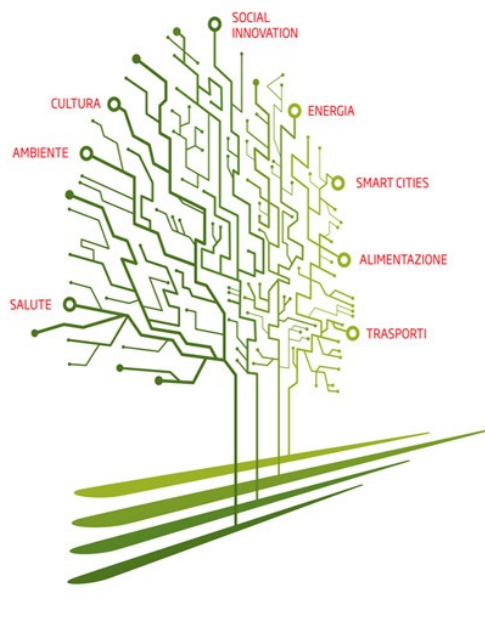 SOCIAL
INNOVATION
CULTURA
ENERGIA
AMBIENTE
SMART CITIES
ALIMENTAZIONE
SALUTE
TRASPORTI